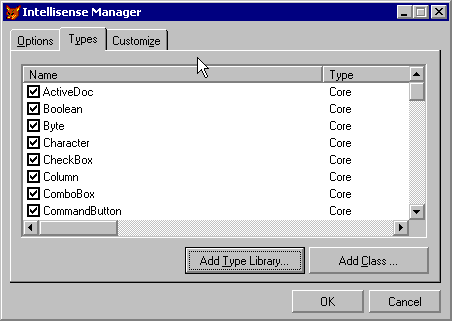 Intellisense Manager
Options Types Customize
Name Type
ActiveDoc Core
Boolean Core
Byte Core
Character Core
CheckBox Core
Column Core
ComboBox Core
CommandButton Core
Add Type Library... Add Class ...
OK Cancel